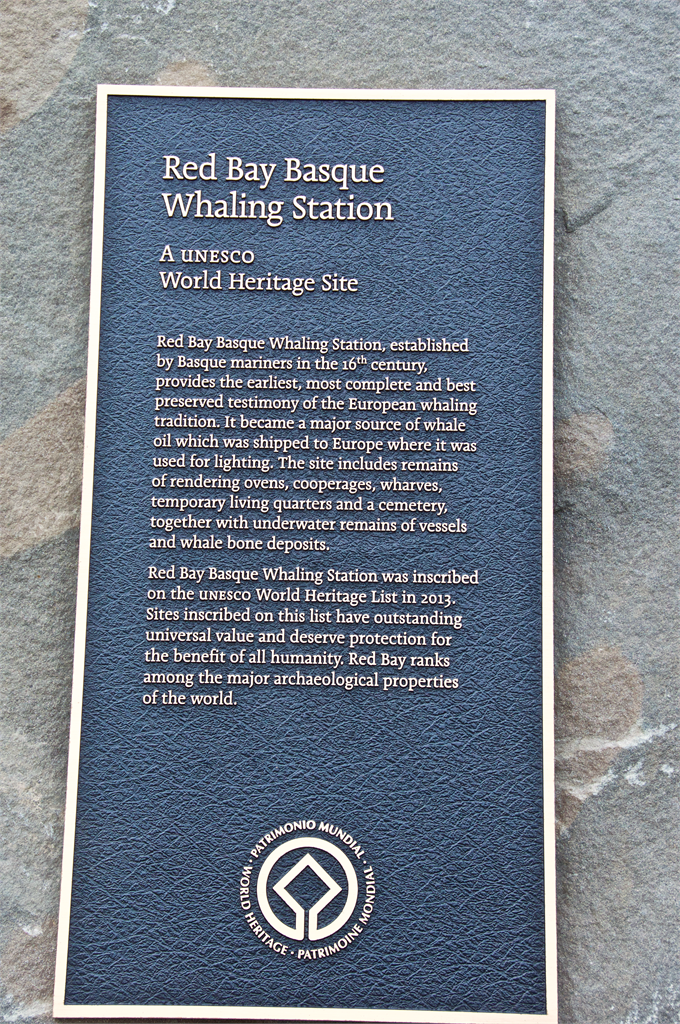 Red Bay Basque
Whaling Station
A UNESCO
World Heritage Site
Red Bay Basque Whaling Station, established
by Basque mariners in the 16th century,
provides the earliest, most complete and best
preserved testimony of the European whaling
tradition. It became a major source of whale
oil which was shipped to Europe where it was
used for lighting. The site includes remains
of rendering ovens, cooperages, wharves,
temporary living quarters and a cemetery,
together with underwater remains of vessels
and whale bone deposits.
Red Bay Basque Whaling Station was inscribed
on the UNESCO World Heritage List in 2013.
Sites inscribed on this list have outstanding
universal value and deserve protection for
the benefit of all humanity. Red Bay ranks
among the major archaeological properties
of the world.
WORLD HERITAGE · PATRIMONIO MUNDIAL · PATRIMOINE MONDIAL ·